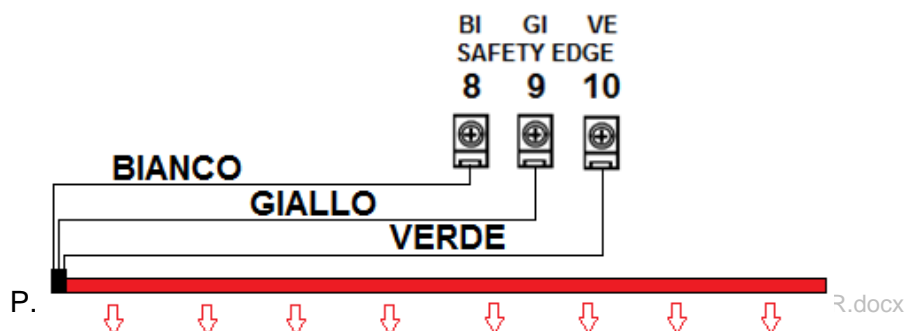 BI GI VE
SAFETY EDGE
8 9 10
BIANCO
GIALLO
VERDE
P.
R.docx